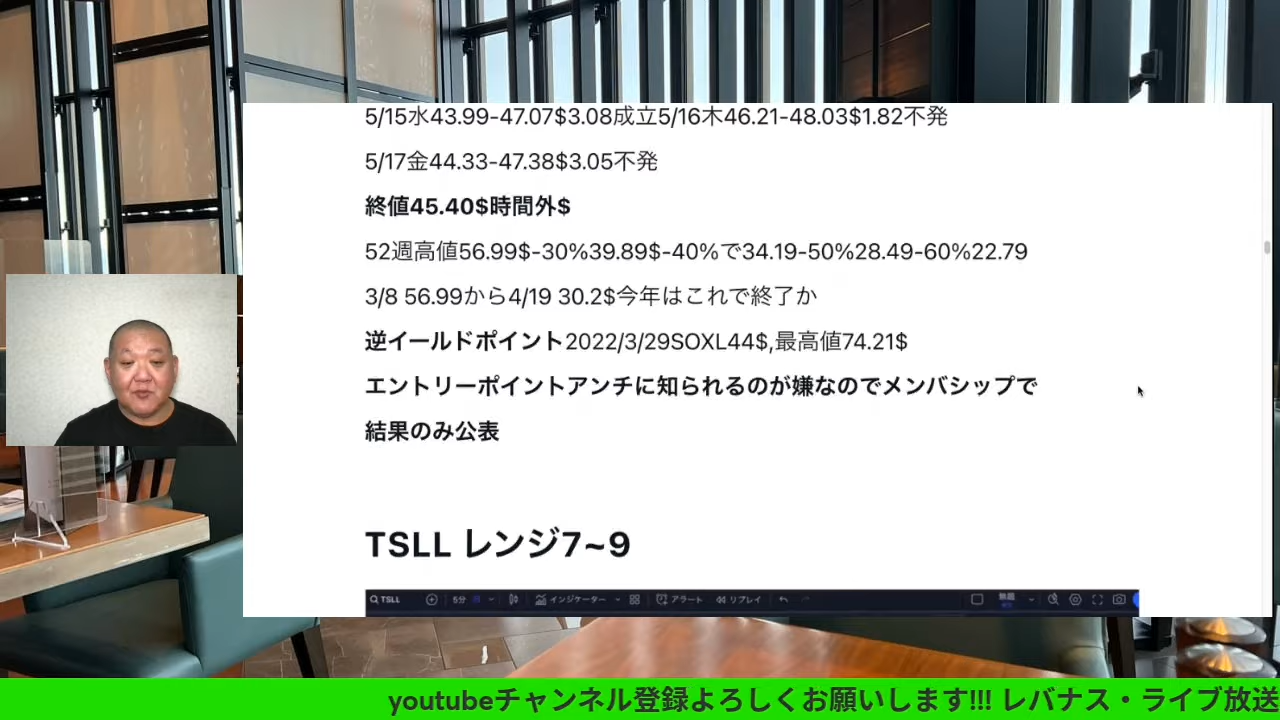 5/15水43.99-47.07$3.08成立5/16木46.21-48.03$1.82不発
5/17金44.33-47.38$3.05不発
終値45.40$時間外$
52週高値56.99$-30%39.89$-40%で34.19-50%28.49-60%22.79
3/8 56.99から4/19 30.2$今年はこれで終了か
逆イールドポイント2022/3/29SOXL44$,最高値74.21$
エントリーポイントアンチに知られるのが嫌なのでメンバシップで
結果のみ公表
TSLL レンジ7~9
TSLL 5分 インジケーター アラート リプレイ
youtubeチャンネル登録よろしくお願いします!!! レバナス・ライブ放送